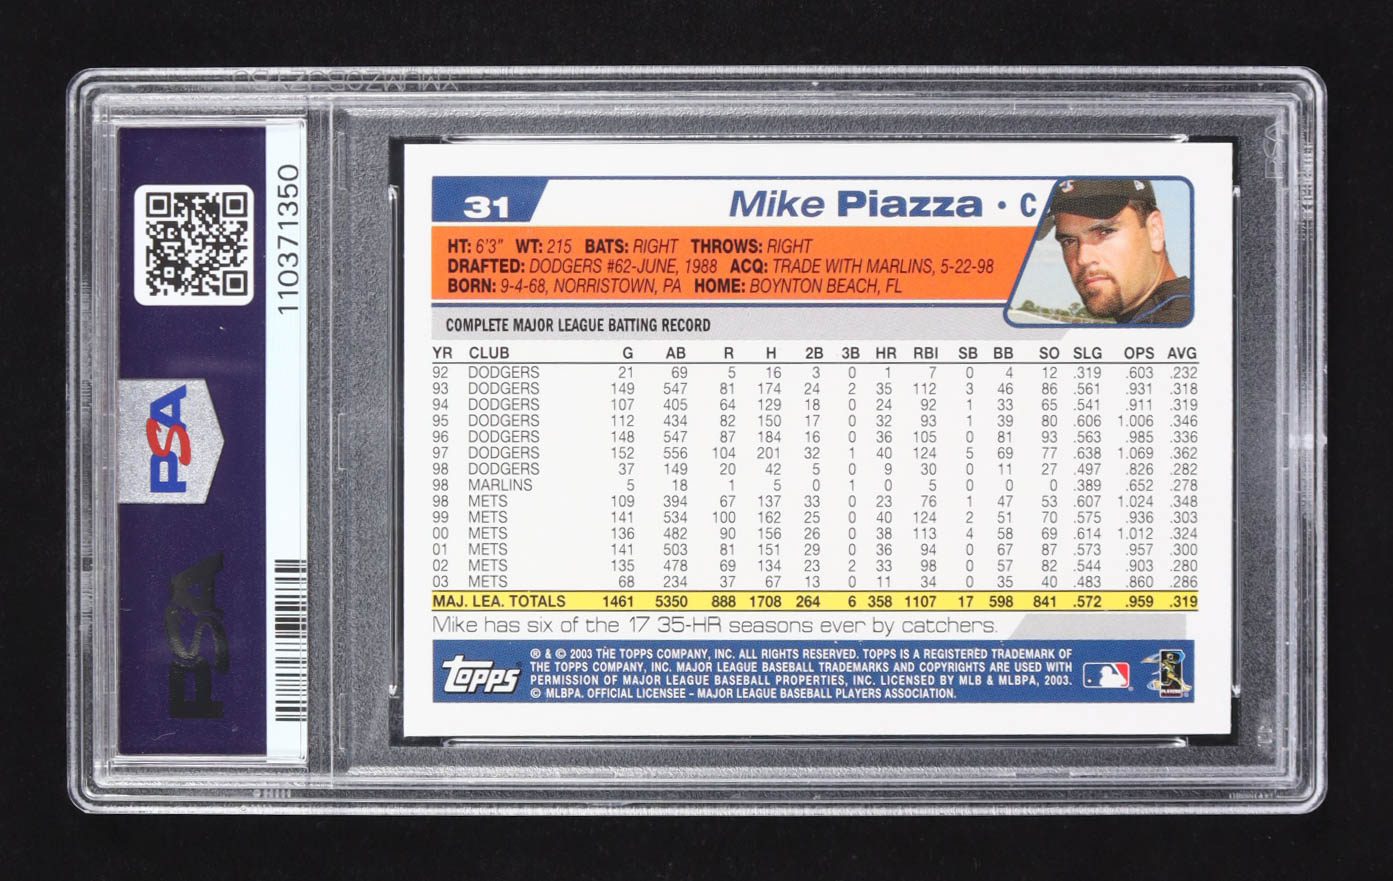 1103711350
PSA
PSA
31
Mike Piazza · C
HT: 6'3" WT: 215 BATS: RIGHT THROWS: RIGHT
DRAFTED: DODGERS #62-JUNE, 1988 ACQ: TRADE WITH MARLINS, 5-22-98
BORN: 9-4-68, NORRISTOWN, PA HOME: BOYNTON BEACH, FL
COMPLETE MAJOR LEAGUE BATTING RECORD
YR CLUB G AB R H 2B 3B HR RBI SB BB SO SLG OPS AVG
92 DODGERS 21 69 5 16 3 0 1 7 0 4 12 .319 .603 .232
93 DODGERS 149 547 81 174 24 2 35 112 3 46 86 .561 .931 .318
94 DODGERS 107 405 64 129 18 0 24 92 1 33 65 .541 .911 .319
95 DODGERS 112 434 82 150 17 0 32 93 1 39 80 .606 1.006 .346
96 DODGERS 148 547 87 184 16 0 36 105 0 81 93 .563 .985 .336
97 DODGERS 152 556 104 201 32 1 40 124 5 69 77 .638 1.069 .362
98 DODGERS 37 149 20 42 5 0 9 30 0 11 27 .497 .826 .282
98 MARLINS 5 18 1 5 0 1 0 5 0 0 0 .389 .652 .278
98 METS 109 394 67 137 33 0 23 76 1 47 53 .607 1.024 .348
99 METS 141 534 100 162 25 0 40 124 2 51 70 .575 .936 .303
00 METS 136 482 90 156 26 0 38 113 4 58 69 .614 1.012 .324
01 METS 141 503 81 151 29 0 36 94 0 67 87 .573 .957 .300
02 METS 135 478 69 134 23 2 33 98 0 57 82 .544 .903 .280
03 METS 68 234 37 67 13 0 11 34 0 35 40 .483 .860 .286
MAJ. LEA. TOTALS 1461 5350 888 1708 264 6 358 1107 17 598 841 .572 .959 .319
Mike has six of the 17 35-HR seasons ever by catchers.
Topps
® & © 2003 THE TOPPS COMPANY, INC. ALL RIGHTS RESERVED. TOPPS IS A REGISTERED TRADEMARK OF
THE TOPPS COMPANY, INC. MAJOR LEAGUE BASEBALL TRADEMARKS AND COPYRIGHTS ARE USED WITH
PERMISSION OF MAJOR LEAGUE BASEBALL PROPERTIES, INC. LICENSED BY MLB & MLBPA, 2003.
© MLBPA. OFFICIAL LICENSEE - MAJOR LEAGUE BASEBALL PLAYERS ASSOCIATION.